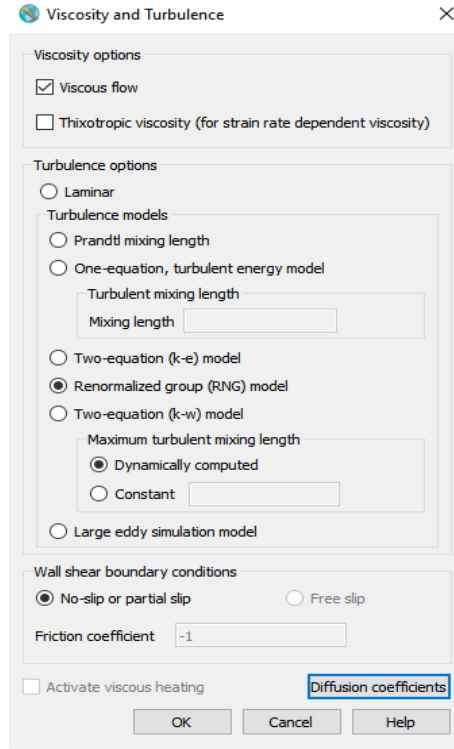 Viscosity and Turbulence
Viscosity options
Viscous flow
Thixotropic viscosity (for strain rate dependent viscosity)
Turbulence options
Laminar
Turbulence models
Prandtl mixing length
One-equation, turbulent energy model
Turbulent mixing length
Mixing length
Two-equation (k-e) model
Renormalized group (RNG) model
Two-equation (k-w) model
Maximum turbulent mixing length
Dynamically computed
Constant
Large eddy simulation model
Wall shear boundary conditions
No-slip or partial slip Free slip
Friction coefficient -1
Activate viscous heating Diffusion coefficients
OK Cancel Help